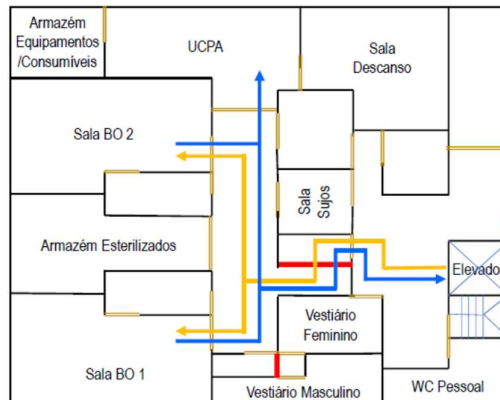 Armazém
Equipamentos
/Consumíveis
UCPA
Sala
Descanso
Sala BO 2
Sala
Sujos
Armazém Esterilizados
Elevado
Vestiário
Feminino
Sala BO 1
Vestiário Masculino
WC Pessoal